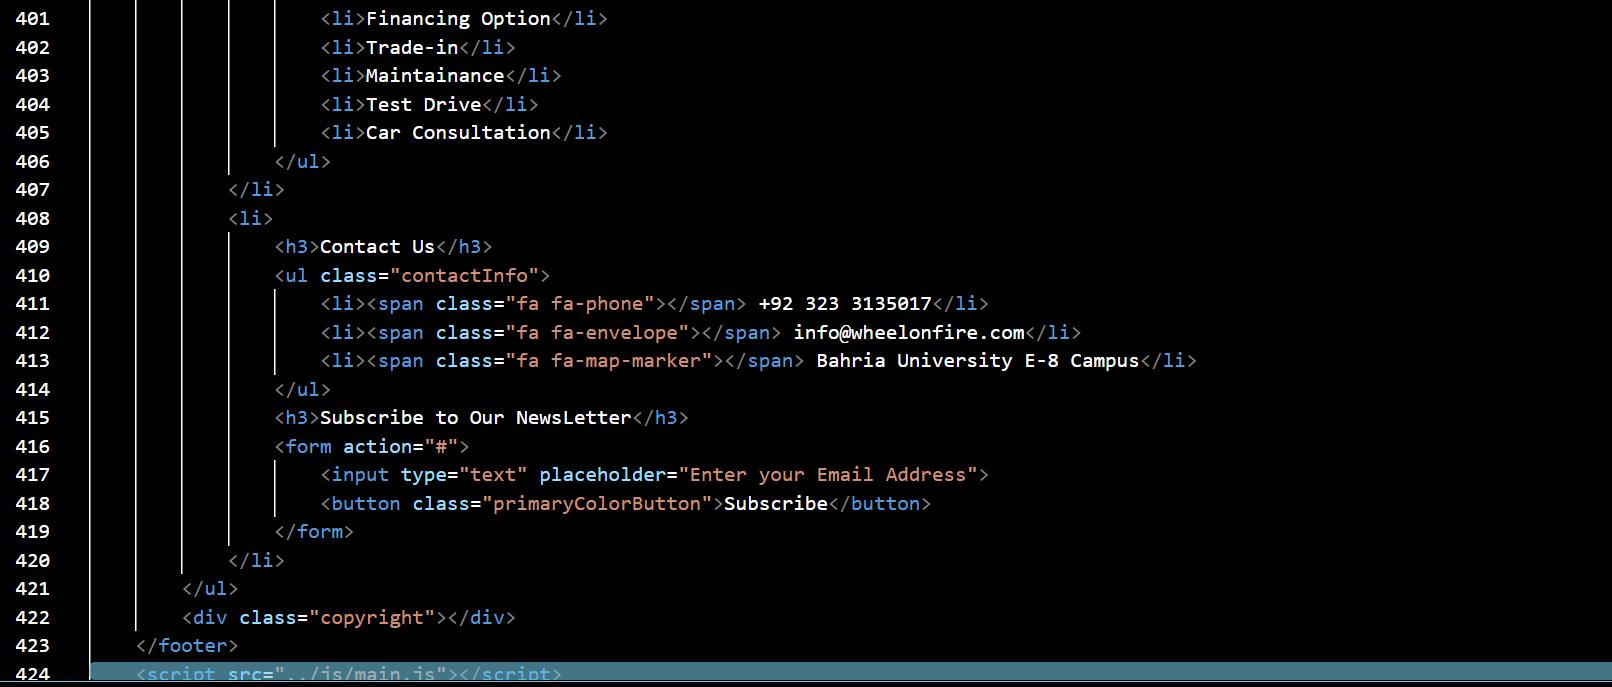 401 <li>Financing Option</li>
402 <li>Trade-in</li>
403 <li>Maintainance</li>
404 <li>Test Drive</li>
405 <li>Car Consultation</li>
406 </ul>
407 </li>
408 <li>
409 <h3>Contact Us</h3>
410 <ul class="contactInfo">
411 <li><span class="fa fa-phone"></span> +92 323 3135017</li>
412 <li><span class="fa fa-envelope"></span> info@wheelonfire.com</li>
413 <li><span class="fa fa-map-marker"></span> Bahria University E-8 Campus</li>
414 </ul>
415 <h3>Subscribe to Our NewsLetter</h3>
416 <form action="#">
417 <input type="text" placeholder="Enter your Email Address">
418 <button class="primaryColorButton">Subscribe</button>
419 </form>
420 </li>
421 </ul>
422 <div class="copyright"></div>
423 </footer>
424 <script src="../js/main.js"></script>